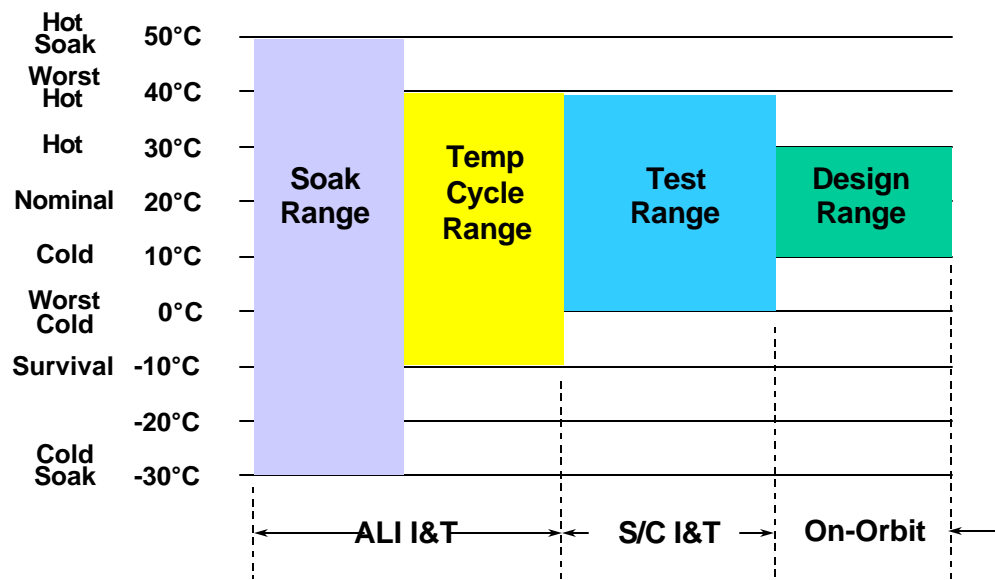 Hot
Soak
50°C
Worst
Hot
40°C
Hot
30°C
Nominal
20°C
Cold
10°C
Worst
Cold
0°C
Survival
-10°C
-20°C
Cold
Soak
-30°C
Soak
Range
Temp
Cycle
Range
Test
Range
Design
Range
ALI I&T
S/C I&T
On-Orbit